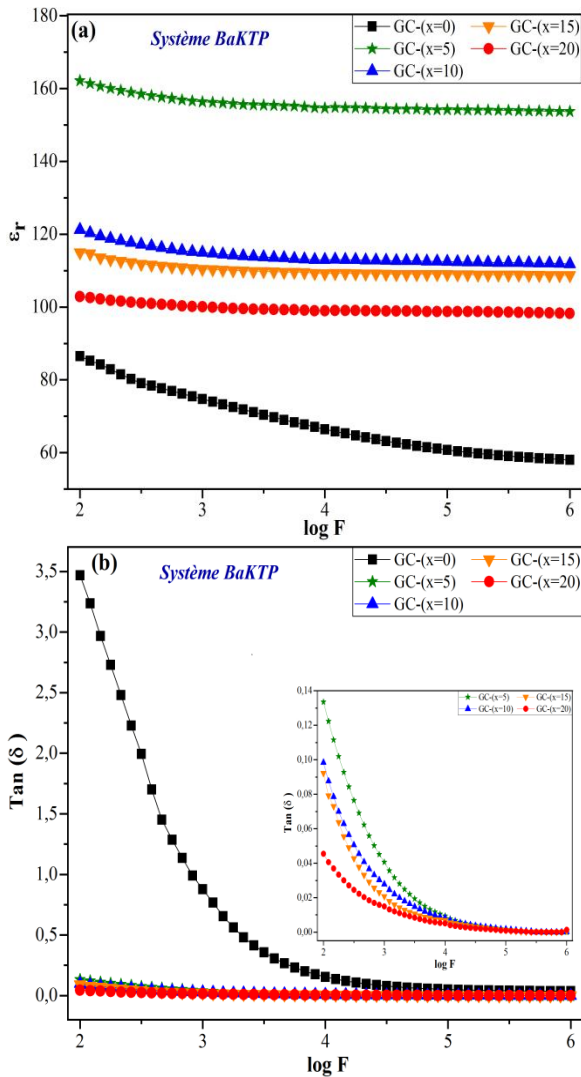 (a) Système BaKTP
GC-(x=0) GC-(x=15)
GC-(x=5) GC-(x=20)
GC-(x=10)
180
160
140
120
100
80
60
εr
2 3 4 5 6
log F
(b) Système BaKTP
GC-(x=0) GC-(x=15)
GC-(x=5) GC-(x=20)
GC-(x=10)
3,5
3,0
2,5
2,0
1,5
1,0
0,5
0,0
Tan (δ )
GC-(x=5) GC-(x=15)
GC-(x=10) GC-(x=20)
0,14
0,12
0,10
0,08
0,06
0,04
0,02
0,00
Tan (δ)
2 3 4 5 6
log F
2 3 4 5 6
log F